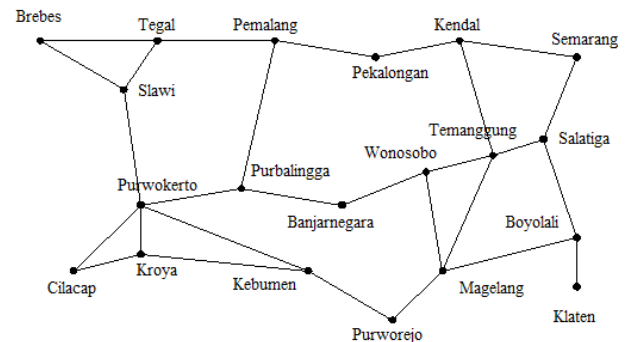 Brebes
Tegal
Pemalang
Kendal
Semarang
Pekalongan
Slawi
Temanggung
Salatiga
Wonosobo
Purbalingga
Purwokerto
Banjarnegara
Boyolali
Kroya
Cilacap
Kebumen
Magelang
Klaten
Purworejo